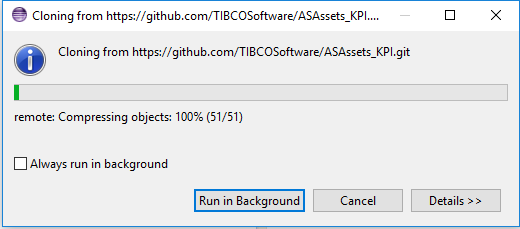 Cloning from https://github.com/TIBCOSoftware/ASAssets_KPI....
Cloning from https://github.com/TIBCOSoftware/ASAssets_KPI.git
remote: Compressing objects: 100% (51/51)
Always run in background
Run in Background
Cancel
Details >>